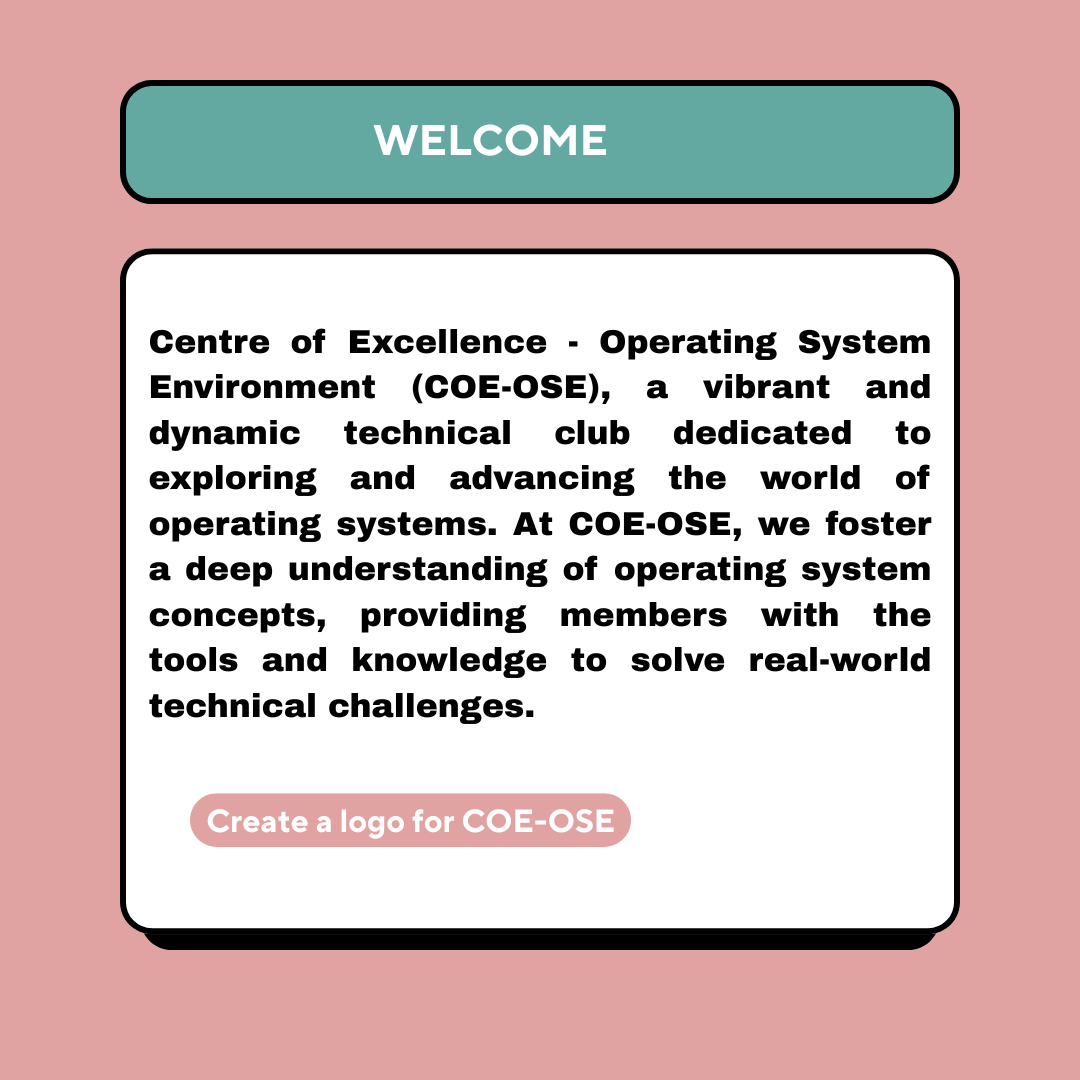 WELCOME
Centre of Excellence - Operating System
Environment (COE-OSE), a vibrant and
dynamic technical club dedicated to
exploring and advancing the world of
operating systems. At COE-OSE, we foster
a deep understanding of operating system
concepts, providing members with the
tools and knowledge to solve real-world
technical challenges.
Create a logo for COE-OSE